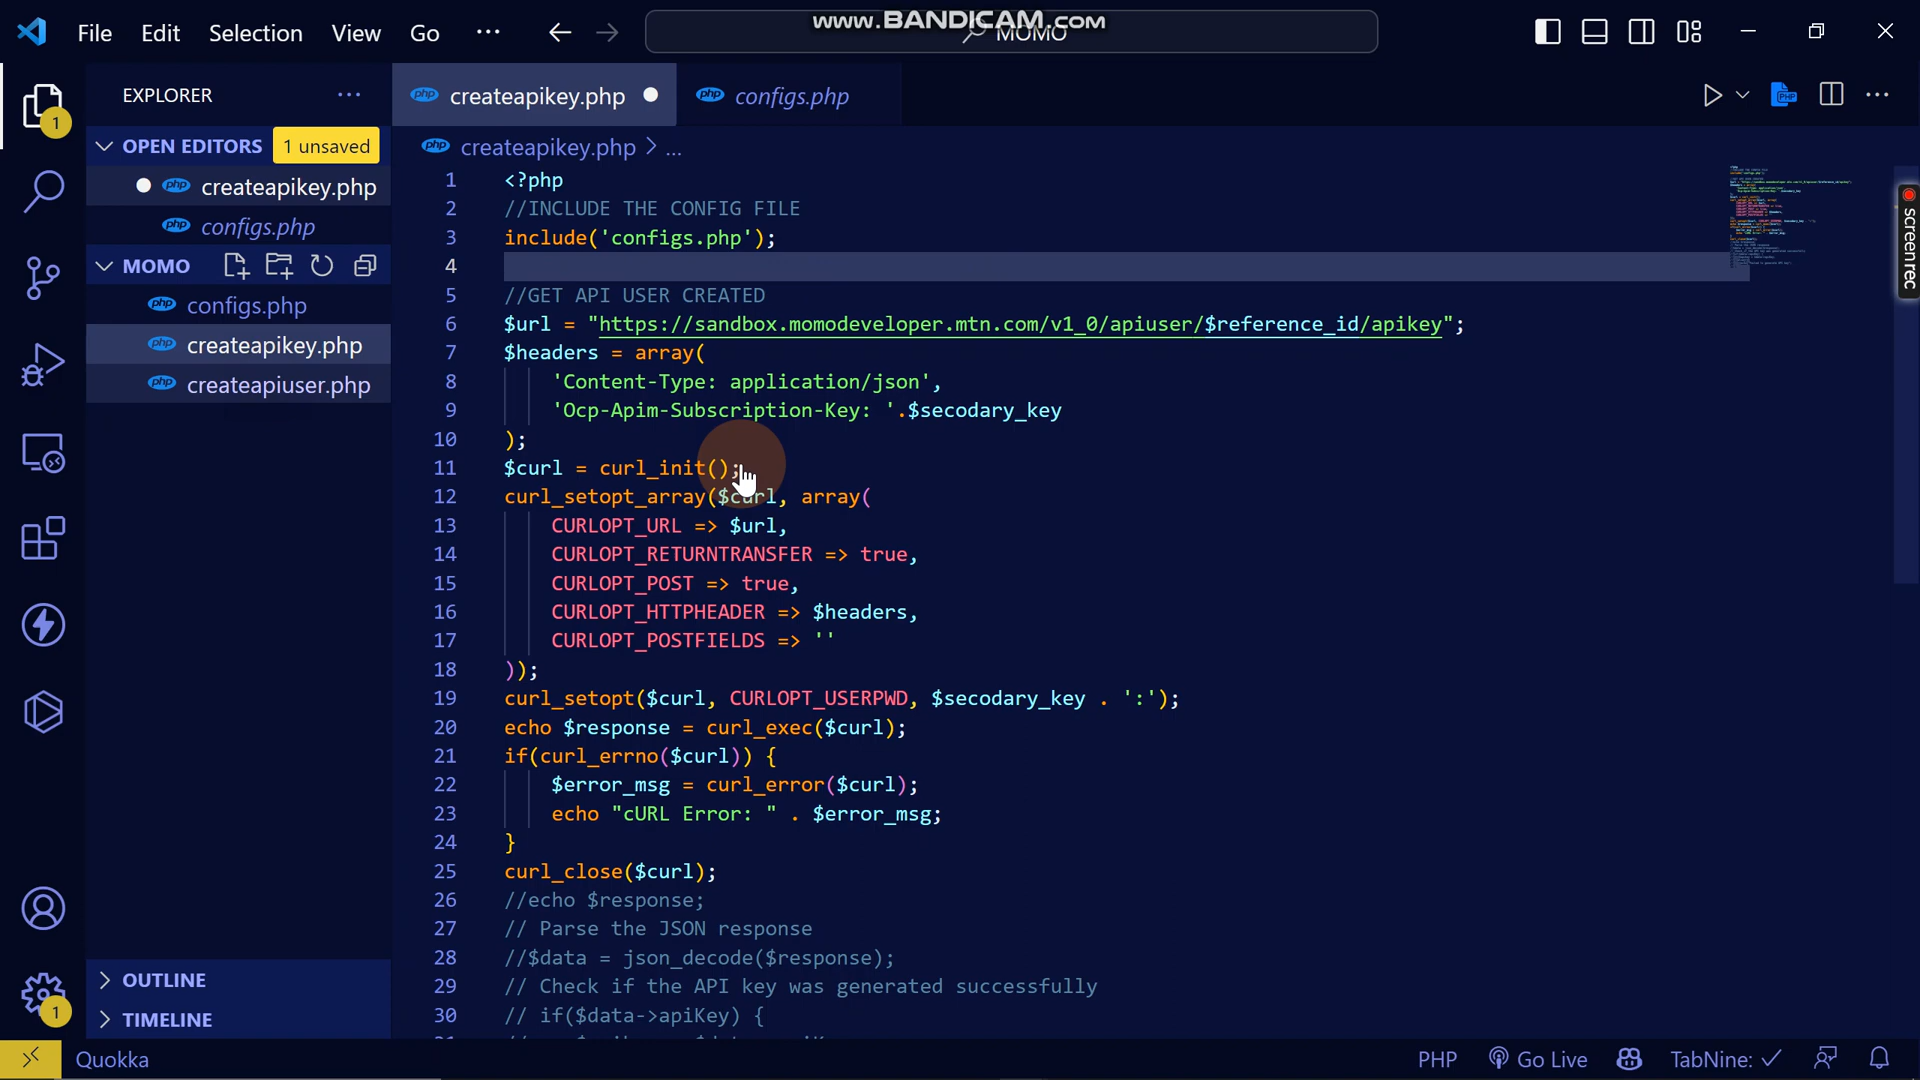 File Edit Selection View Go ... MOMO
www.BANDICAM.com
EXPLORER ...
createapikey.php
configs.php
1
OPEN EDITORS 1 unsaved
createapikey.php
configs.php
MOMO
configs.php
createapikey.php
createapiuser.php
OUTLINE
TIMELINE
1
createapikey.php > ...
1 <?php
2 //INCLUDE THE CONFIG FILE
3 include('configs.php');
4
5 //GET API USER CREATED
6 $url = "https://sandbox.momodeveloper.mtn.com/v1_0/apiuser/$reference_id/apikey";
7 $headers = array(
8 'Content-Type: application/json',
9 'Ocp-Apim-Subscription-Key: '.$secodary_key
10 );
11 $curl = curl_init();
12 curl_setopt_array($curl, array(
13 CURLOPT_URL => $url,
14 CURLOPT_RETURNTRANSFER => true,
15 CURLOPT_POST => true,
16 CURLOPT_HTTPHEADER => $headers,
17 CURLOPT_POSTFIELDS => ''
18 ));
19 curl_setopt($curl, CURLOPT_USERPWD, $secodary_key . ':');
20 echo $response = curl_exec($curl);
21 if(curl_errno($curl)) {
22 $error_msg = curl_error($curl);
23 echo "cURL Error: " . $error_msg;
24 }
25 curl_close($curl);
26 //echo $response;
27 // Parse the JSON response
28 //$data = json_decode($response);
29 // Check if the API key was generated successfully
30 // if($data->apiKey) {
screenrec
Quokka PHP Go Live TabNine: ✓